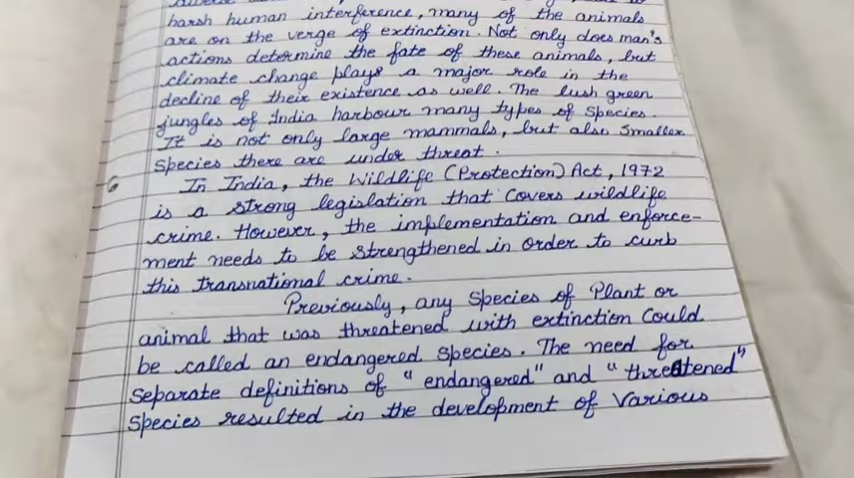 harsh human interference, many of the animals
are on the verge of extinction. Not only does man's
actions determine the fate of these animals, but
climate change plays a major role in the
decline of their existence as well. The lush green
jungles of India harbour many types of Species.
It is not only large mammals, but also Smaller
Species there are under threat.
In India, the Wildlife (Protection) Act, 1972
is a strong legislation that Covers wildlife
crime. However, the implementation and enforce-
ment needs to be strengthened in order to curb
this transnational crime.
Previously, any Species of Plant or
animal that was threatened with extinction Could
be called an endangered Species. The need for
Separate definitions of "endangered" and "threatened"
Species resulted in the development of Various